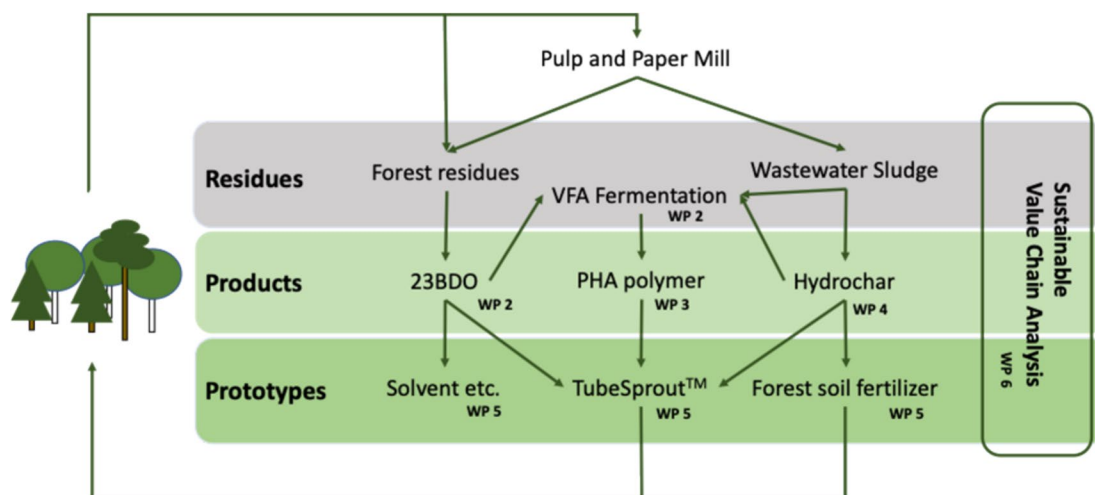 Pulp and Paper Mill
Residues
Forest residues
Wastewater Sludge
VFA Fermentation
WP 2
Products
23BDO
WP 2
PHA polymer
WP 3
Hydrochar
WP 4
Prototypes
Solvent etc.
WP 5
TubeSprout™
WP 5
Forest soil fertilizer
WP 5
Sustainable
Value Chain Analysis
WP 6